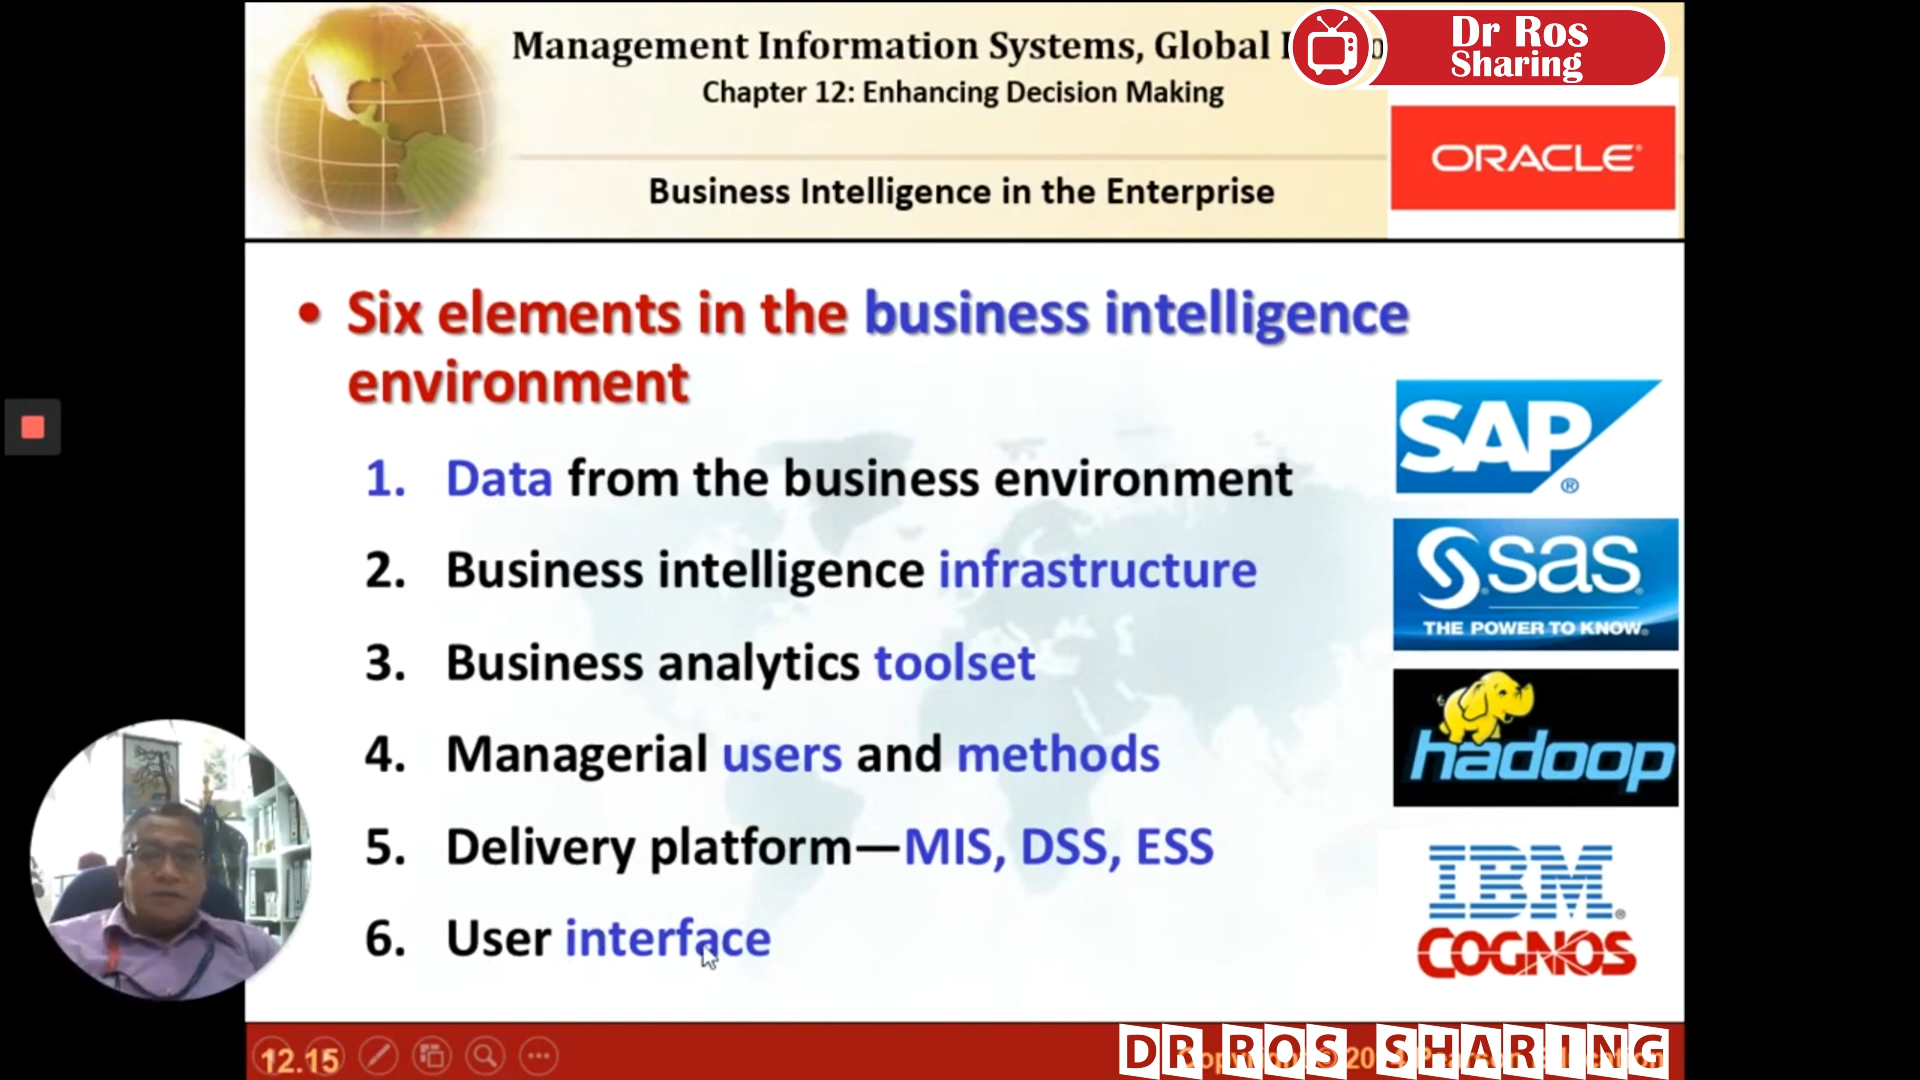 Management Information Systems, Global
Chapter 12: Enhancing Decision Making
Dr Ros
Sharing
ORACLE
Business Intelligence in the Enterprise
• Six elements in the business intelligence
environment
1. Data from the business environment
2. Business intelligence infrastructure
3. Business analytics toolset
4. Managerial users and methods
5. Delivery platform—MIS, DSS, ESS
6. User interface
SAP
®
sas
THE POWER TO KNOW®
hadoop
IBM®
COGNOS
12.15
DR ROS SHARING